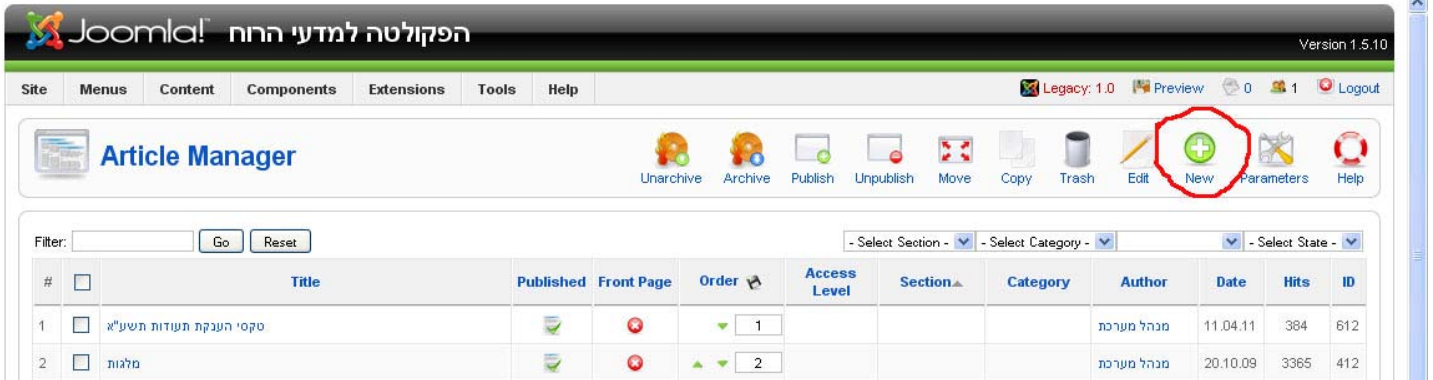 Joomla! הפקולטה למדעי הרוח
Version 1.5.10
Site Menus Content Components Extensions Tools Help
Legacy: 1.0 Preview 0 1 Logout
Article Manager
Unarchive Archive Publish Unpublish Move Copy Trash Edit New Parameters Help
Filter: Go Reset - Select Section - - Select Category - - Select State -
# Title Published Front Page Order Access Level Section Category Author Date Hits ID
1 טקסי הענקת תעודות תשע"א 1 מנהל מערכת 11.04.11 384 612
2 מלגות 2 מנהל מערכת 20.10.09 3365 412